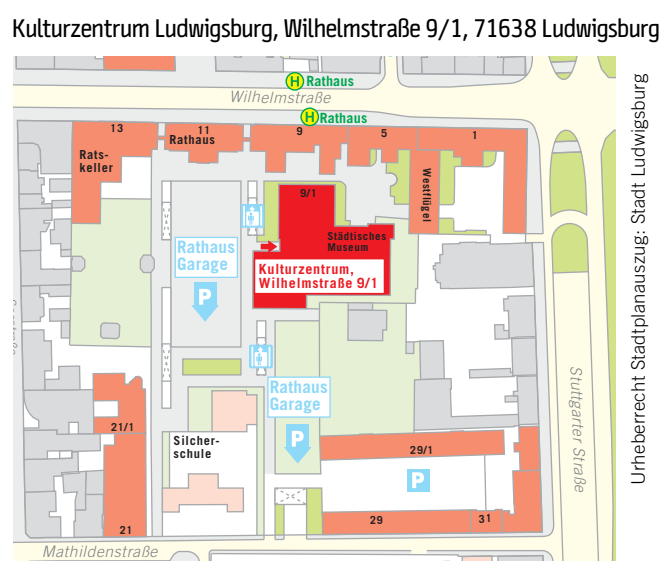 Kulturzentrum Ludwigsburg, Wilhelmstraße 9/1, 71638 Ludwigsburg
H Rathaus
Wilhelmstraße
H Rathaus
13
11
9
5
1
Rathaus
Rats-
keller
Westflügel
9/1
Städtisches
Museum
Rathaus
Garage
P
Kulturzentrum,
Wilhelmstraße 9/1
Rathaus
Garage
P
21/1
Silcher-
schule
29/1
P
21
29
31
Mathildenstraße
Stuttgarter Straße
Urheberrecht Stadtplanauszug: Stadt Ludwigsburg